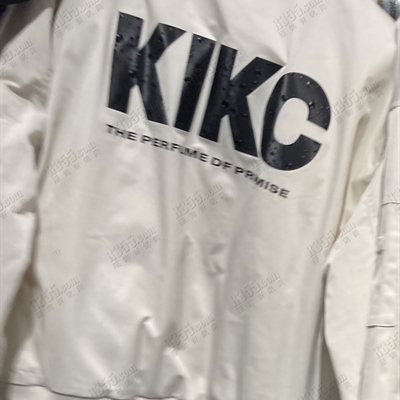 KIKC
THE PERFUME OF PRMISE